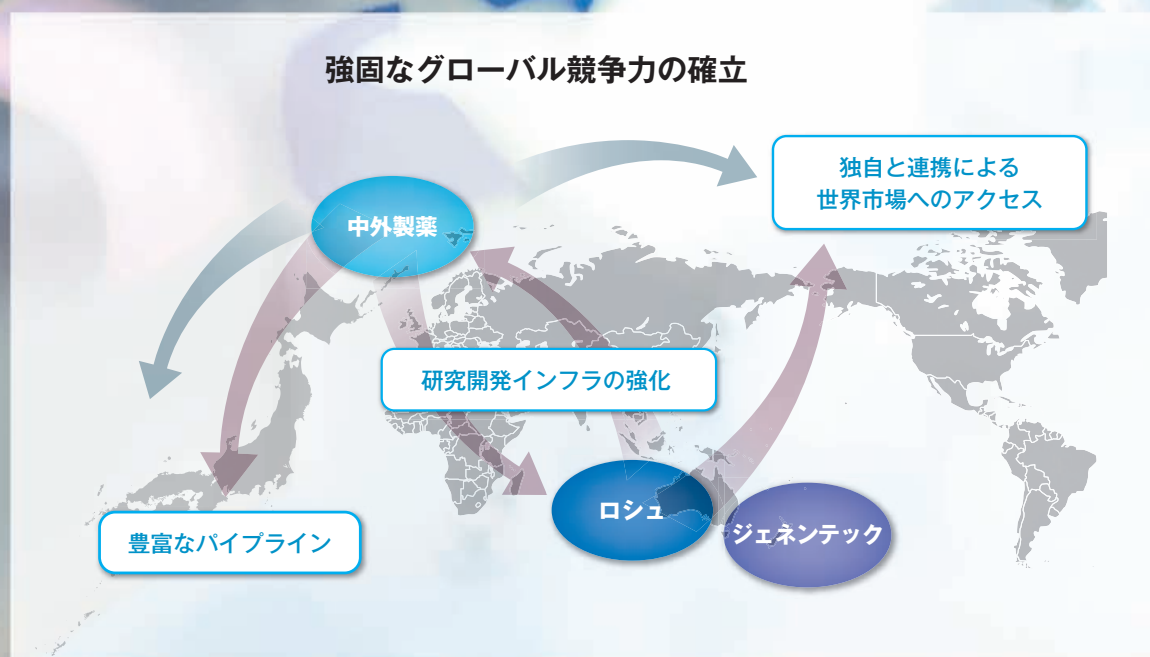 強固なグローバル競争力の確立
独自と連携による
世界市場へのアクセス
中外製薬
研究開発インフラの強化
ロシュ
ジェネンテック
豊富なパイプライン